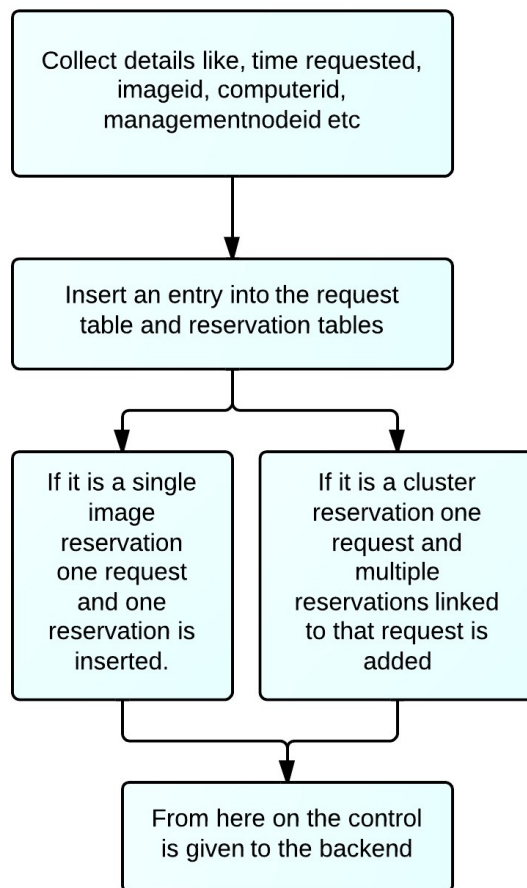 Collect details like, time requested,
imageid, computerid,
managementnodeid etc
Insert an entry into the request
table and reservation tables
If it is a single
image
reservation
one request
and one
reservation is
inserted.
If it is a cluster
reservation one
request and
multiple
reservations linked
to that request is
added
From here on the control
is given to the backend